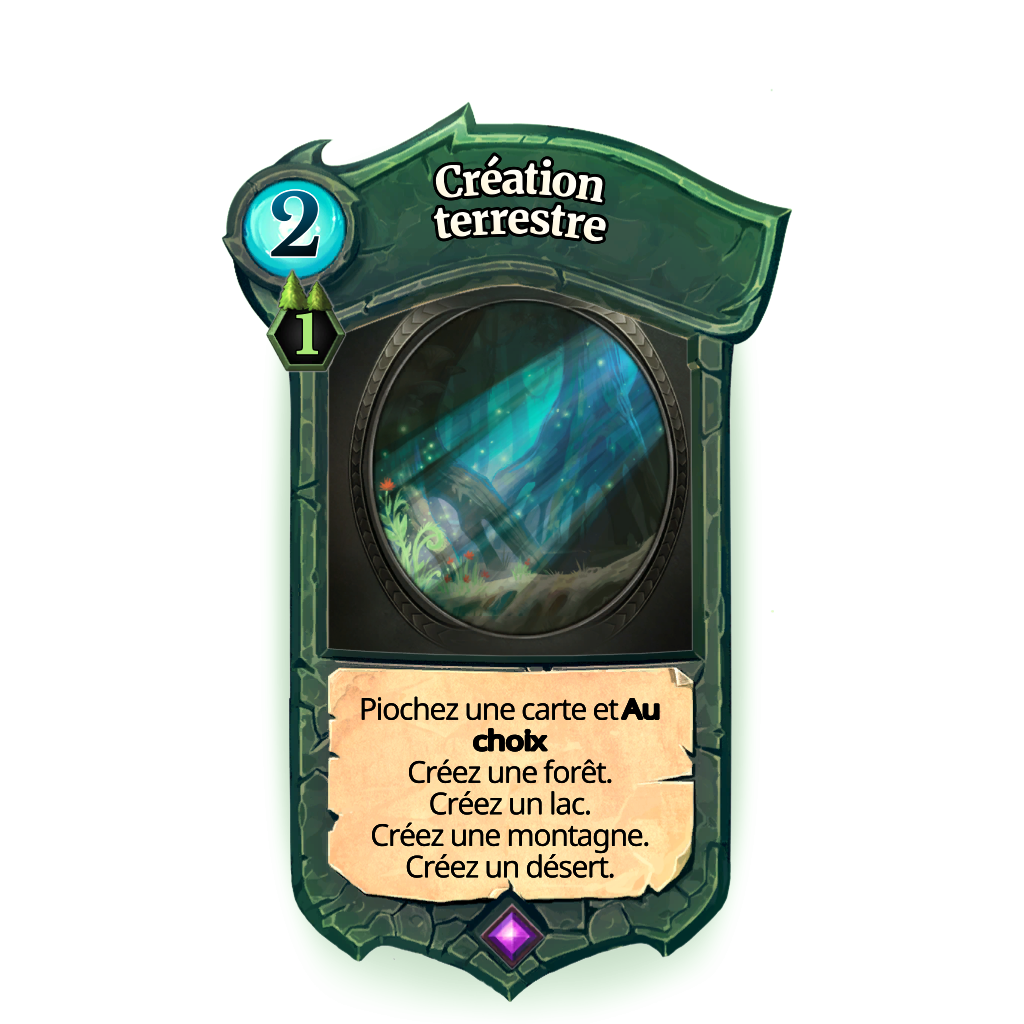 Création
terrestre
2
1
Piochez une carte et Au
choix
Créez une forêt.
Créez un lac.
Créez une montagne.
Créez un désert.